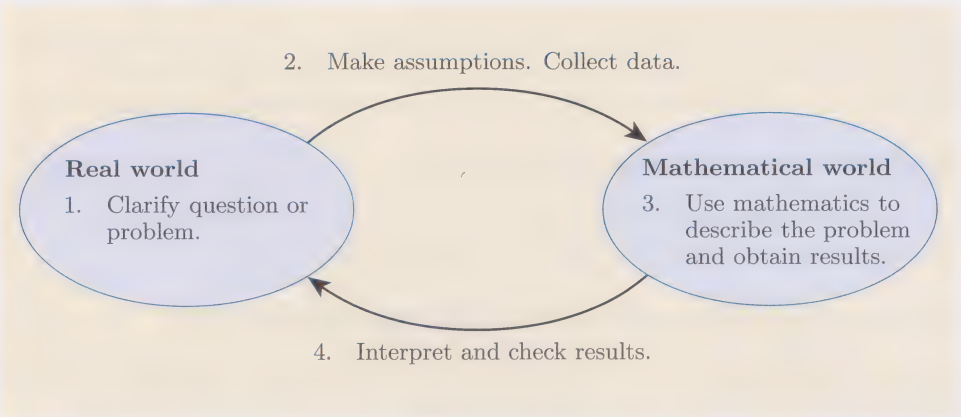 2. Make assumptions. Collect data.
Real world
1. Clarify question or
problem.
Mathematical world
3. Use mathematics to
describe the problem
and obtain results.
4. Interpret and check results.